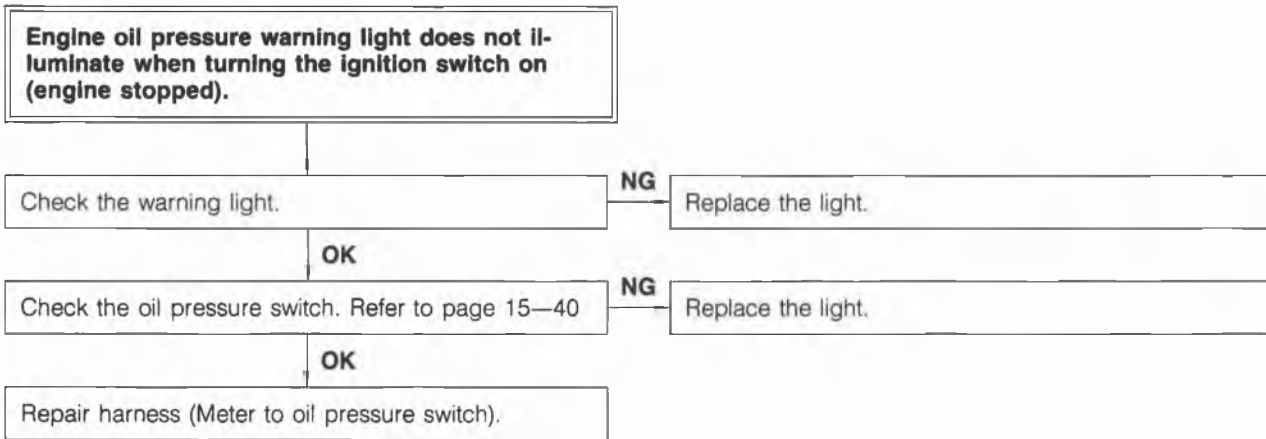 Engine oil pressure warning light does not il-
luminate when turning the ignition switch on
(engine stopped).
Check the warning light.
NG
Replace the light.
OK
Check the oil pressure switch. Refer to page 15—40
NG
Replace the light.
OK
Repair harness (Meter to oil pressure switch).